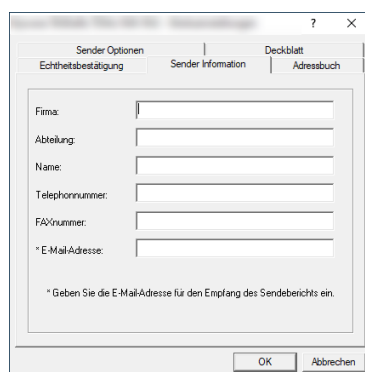 ?
Sender Optionen
Deckblatt
Echtheitsbestätigung
Sender Information
Adressbuch
Firma:
Abteilung:
Name:
Telephonnummer:
FAXnummer:
* E-Mail-Adresse:
* Geben Sie die E-Mail-Adresse für den Empfang des Sendeberichts ein.
OK
Abbrechen